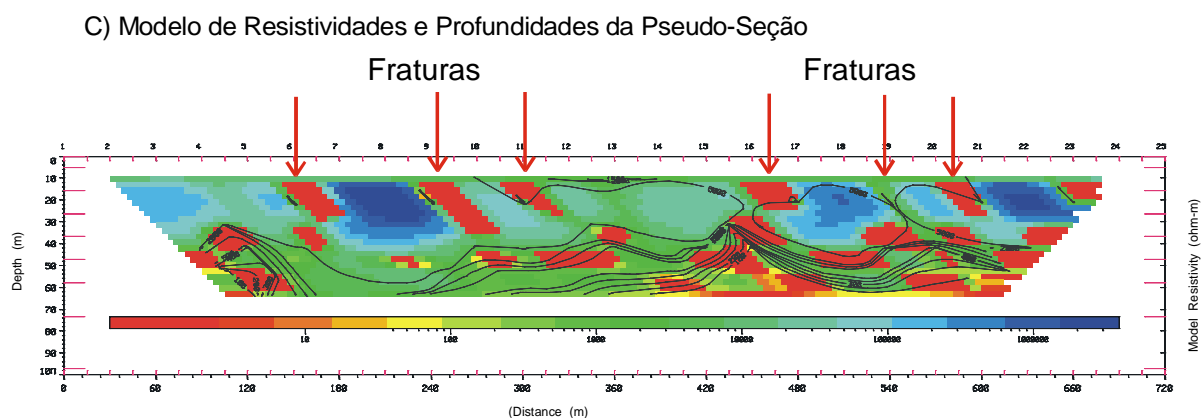 C) Modelo de Resistividades e Profundidades da Pseudo-Seção
Fraturas Fraturas
1 2 3 4 5 6 7 8 9 10 11 12 13 14 15 16 17 18 19 20 21 22 23 24 25
Depth (m)
0
10
20
30
40
50
60
70
80
90
100
Model Resistivity (ohm-m)
10 100 1000 10000 100000 1000000
0 60 120 180 240 300 360 420 480 540 600 660 720
(Distance (m)